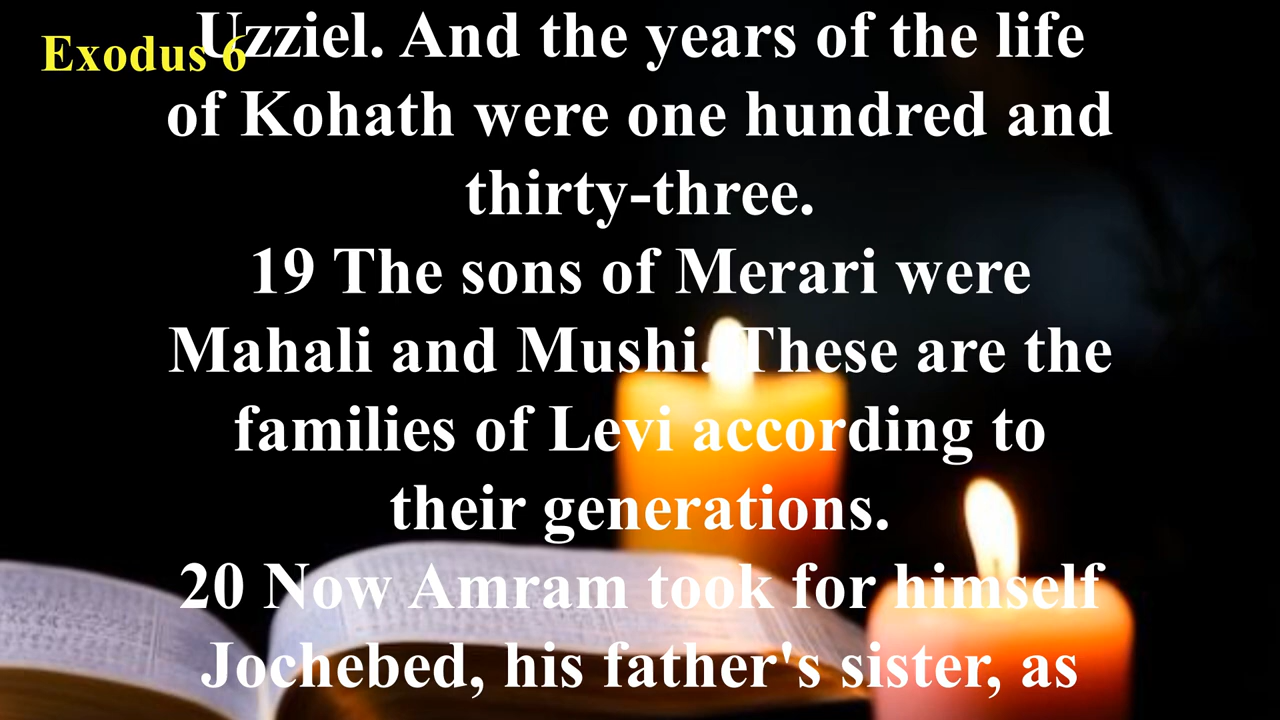 Exodus 6
Uzziel. And the years of the life
of Kohath were one hundred and
thirty-three.
19 The sons of Merari were
Mahali and Mushi. These are the
families of Levi according to
their generations.
20 Now Amram took for himself
Jochebed, his father's sister, as